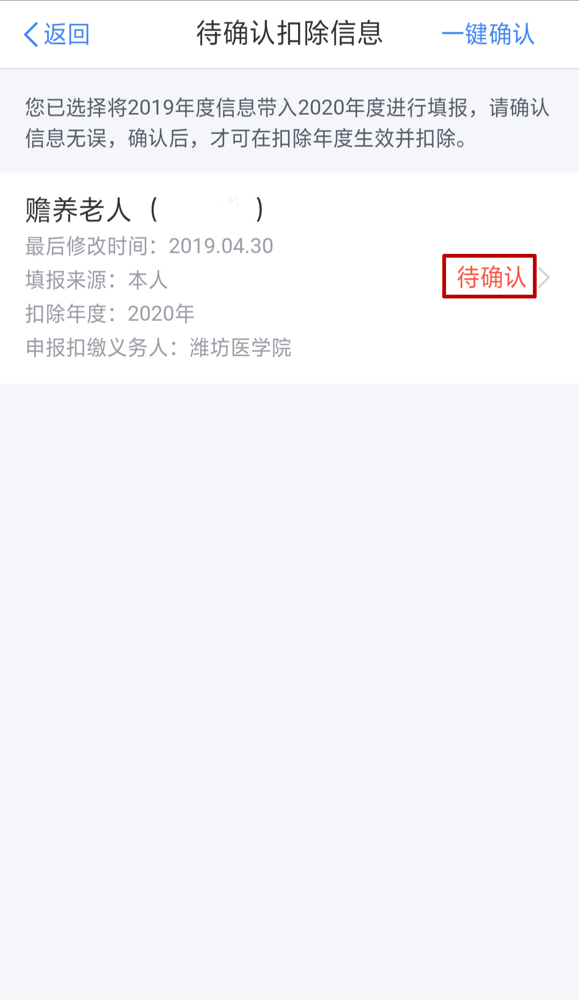 返回
待确认扣除信息
一键确认
您已选择将2019年度信息带入2020年度进行填报，请确认
信息无误，确认后，才可在扣除年度生效并扣除。
赡养老人（ ）
最后修改时间：2019.04.30
填报来源：本人
待确认
扣除年度：2020年
申报扣缴义务人：潍坊医学院